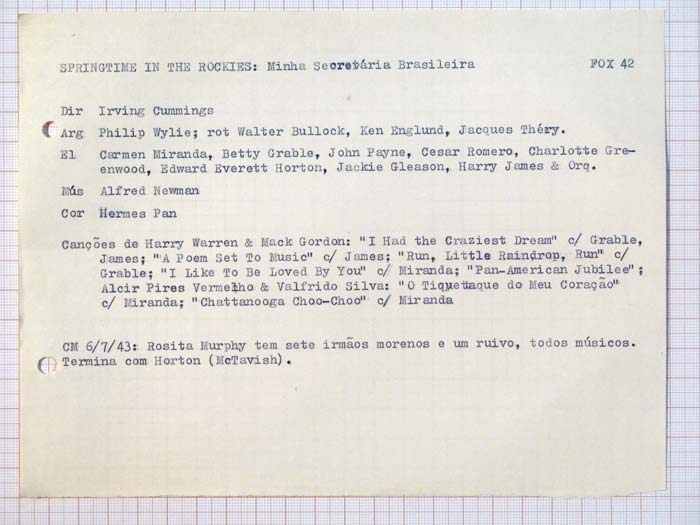 SPRINGTIME IN THE ROCKIES: Minha Secretária Brasileira FOX 42
Dir Irving Cummings
Arg Philip Wylie; rot Walter Bullock, Ken Englund, Jacques Théry.
El Carmen Miranda, Betty Grable, John Payne, Cesar Romero, Charlotte Gre-
enwood, Edward Everett Horton, Jackie Gleason, Harry James & Orq.
Mús Alfred Newman
Cor Hermes Pan
Canções de Harry Warren & Mack Gordon: "I Had the Craziest Dream" c/ Grable,
James; "A Poem Set To Music" c/ James; "Run, Little Raindrop, Run" c/
Grable; "I Like To Be Loved By You" c/ Miranda; "Pan-American Jubilee";
Alcir Pires Vermelho & Valfrido Silva: "O Tiquetaque do Meu Coração"
c/ Miranda; "Chattanooga Choo-Choo" c/ Miranda
CM 6/7/43: Rosita Murphy tem sete irmãos morenos e um ruivo, todos músicos.
Termina com Horton (McTavish).